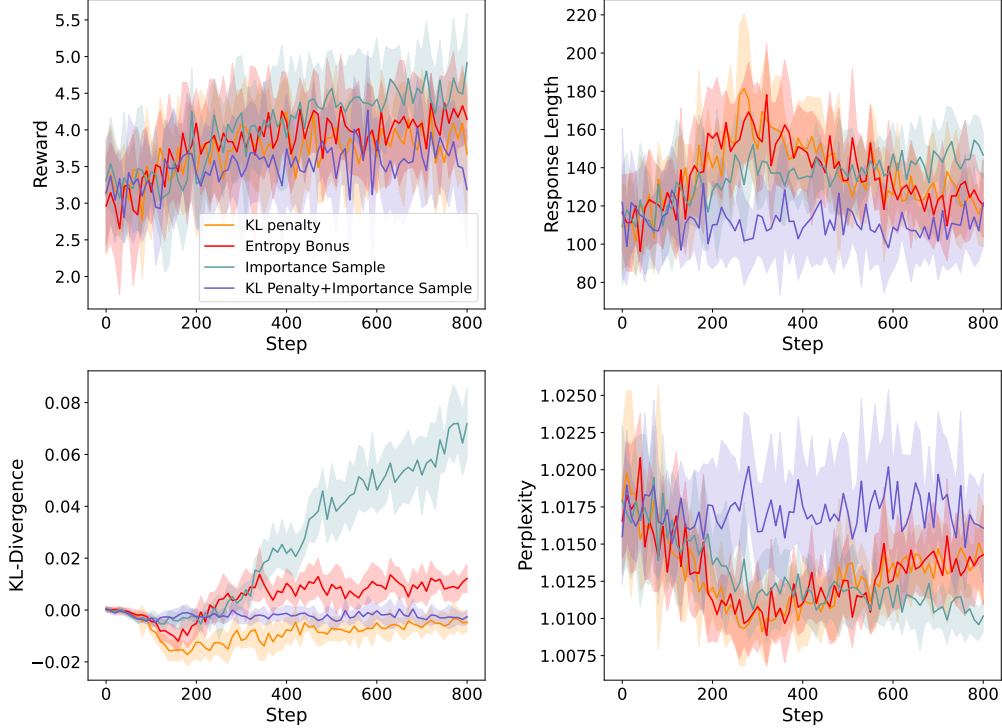 Reward
5.5
5.0
4.5
4.0
3.5
3.0
2.5
2.0
KL penalty
Entropy Bonus
Importance Sample
KL Penalty+Importance Sample
0 200 400 600 800
Step
Response Length
220
200
180
160
140
120
100
80
0 200 400 600 800
Step
KL-Divergence
0.08
0.06
0.04
0.02
0.00
−0.02
0 200 400 600 800
Step
Perplexity
1.0250
1.0225
1.0200
1.0175
1.0150
1.0125
1.0100
1.0075
0 200 400 600 800
Step